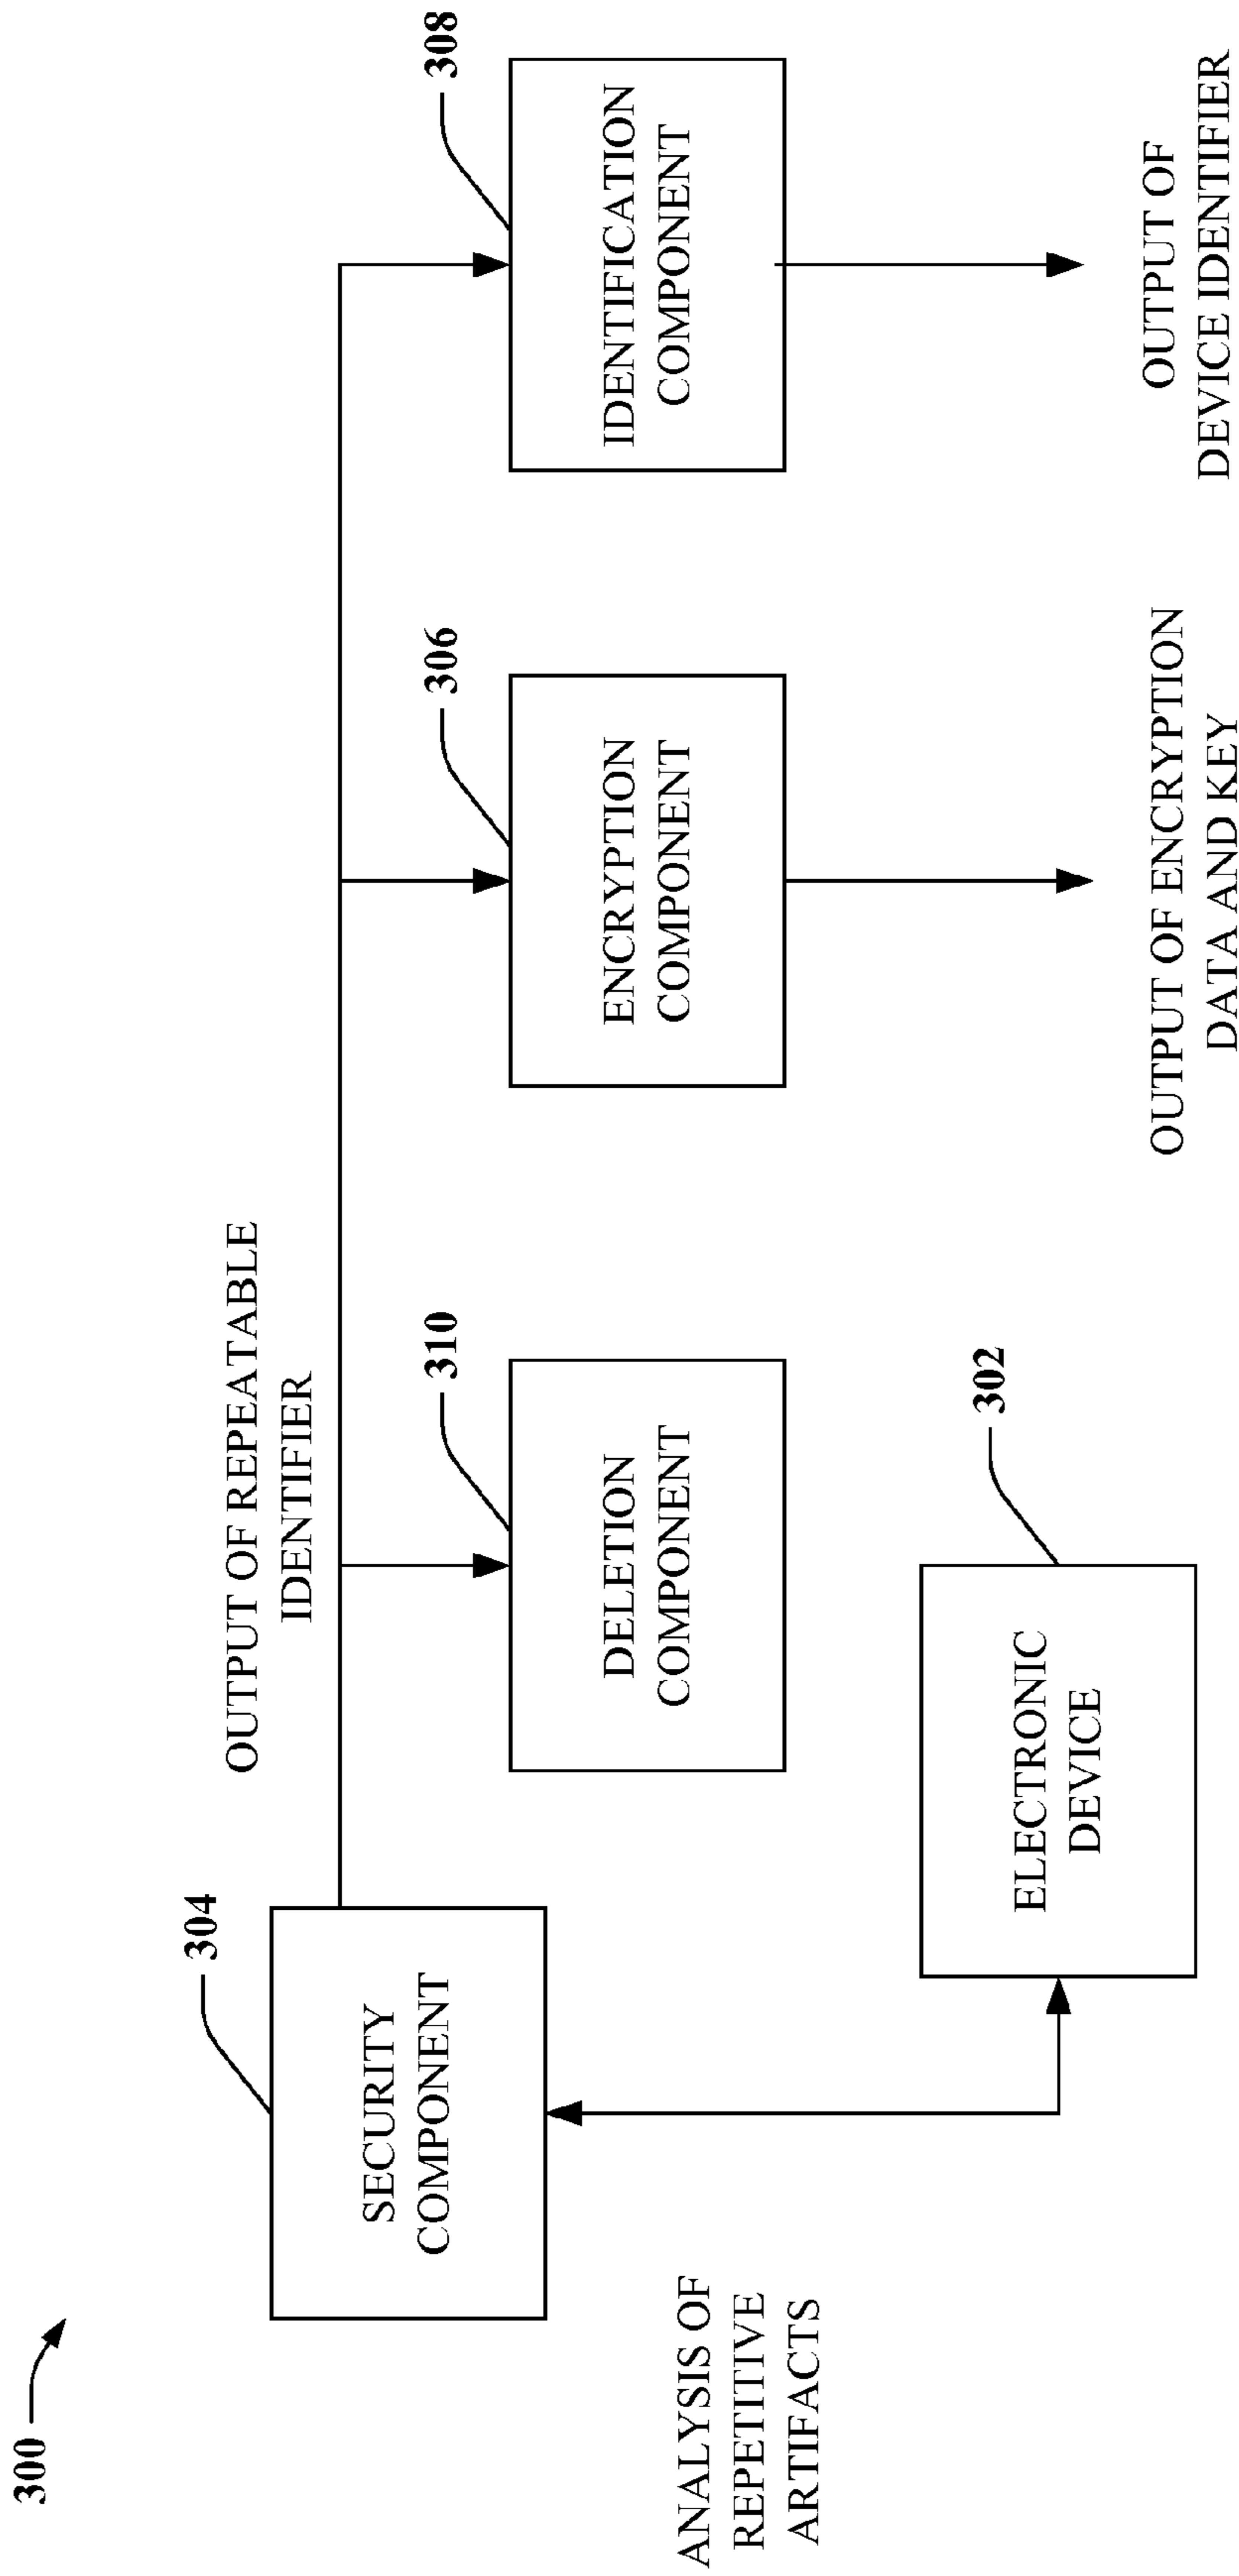 300
304
SECURITY
COMPONENT
OUTPUT OF REPEATABLE
IDENTIFIER
310
DELETION
COMPONENT
306
ENCRYPTION
COMPONENT
308
IDENTIFICATION
COMPONENT
ANALYSIS OF
REPETITIVE
ARTIFACTS
302
ELECTRONIC
DEVICE
OUTPUT OF ENCRYPTION
DATA AND KEY
OUTPUT OF
DEVICE IDENTIFIER